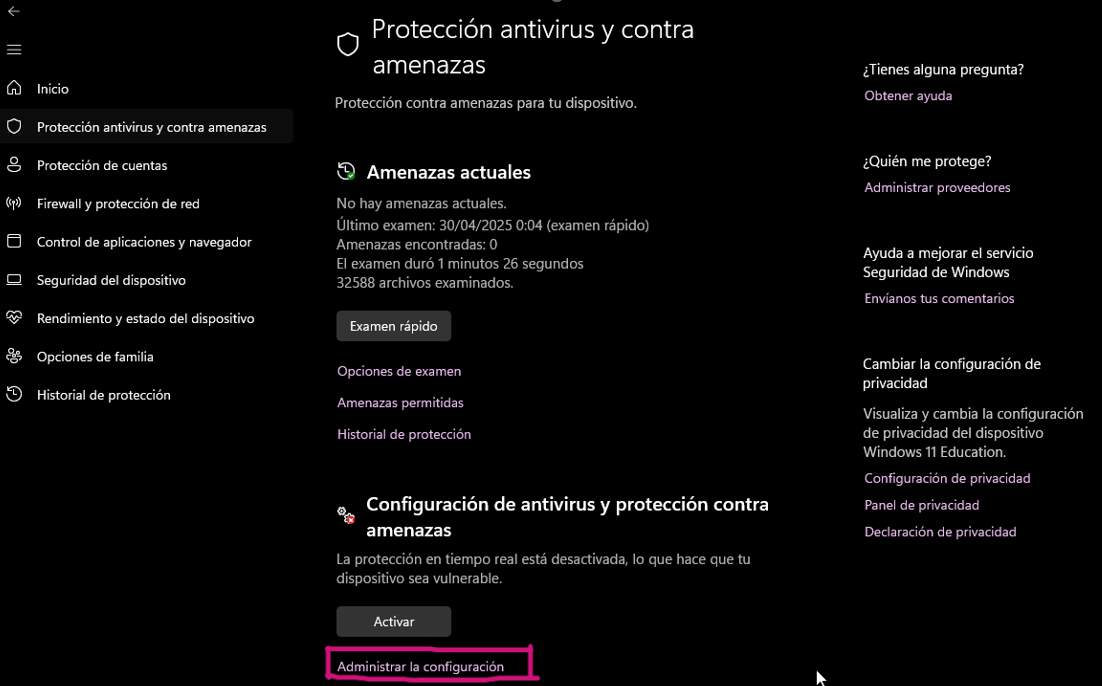 Protección antivirus y contra
amenazas
Protección contra amenazas para tu dispositivo.
Inicio
Protección antivirus y contra amenazas
Protección de cuentas
Firewall y protección de red
Control de aplicaciones y navegador
Seguridad del dispositivo
Rendimiento y estado del dispositivo
Opciones de familia
Historial de protección
Amenazas actuales
No hay amenazas actuales.
Último examen: 30/04/2025 0:04 (examen rápido)
Amenazas encontradas: 0
El examen duró 1 minutos 26 segundos
32588 archivos examinados.
Examen rápido
Opciones de examen
Amenazas permitidas
Historial de protección
Configuración de antivirus y protección contra
amenazas
La protección en tiempo real está desactivada, lo que hace que tu
dispositivo sea vulnerable.
Activar
Administrar la configuración
¿Tienes alguna pregunta?
Obtener ayuda
¿Quién me protege?
Administrar proveedores
Ayuda a mejorar el servicio
Seguridad de Windows
Envíanos tus comentarios
Cambiar la configuración de
privacidad
Visualiza y cambia la configuración
de privacidad del dispositivo
Windows 11 Education.
Configuración de privacidad
Panel de privacidad
Declaración de privacidad